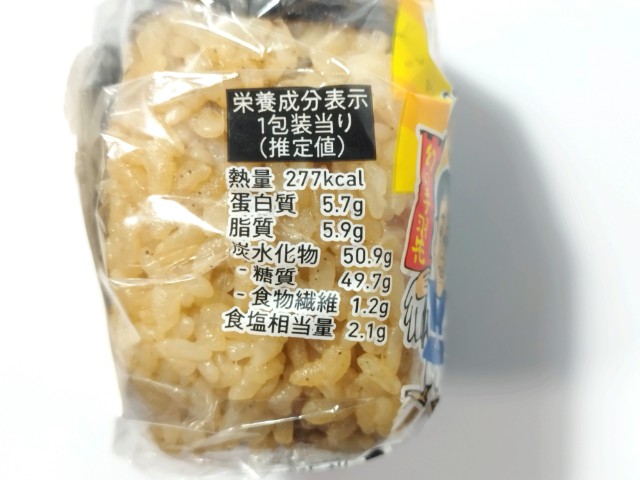 栄養成分表示
1包装当り
(推定値)
熱量 277kcal
蛋白質 5.7g
脂質 5.9g
炭水化物 50.9g
- 糖質 49.7g
- 食物繊維 1.2g
食塩相当量 2.1g